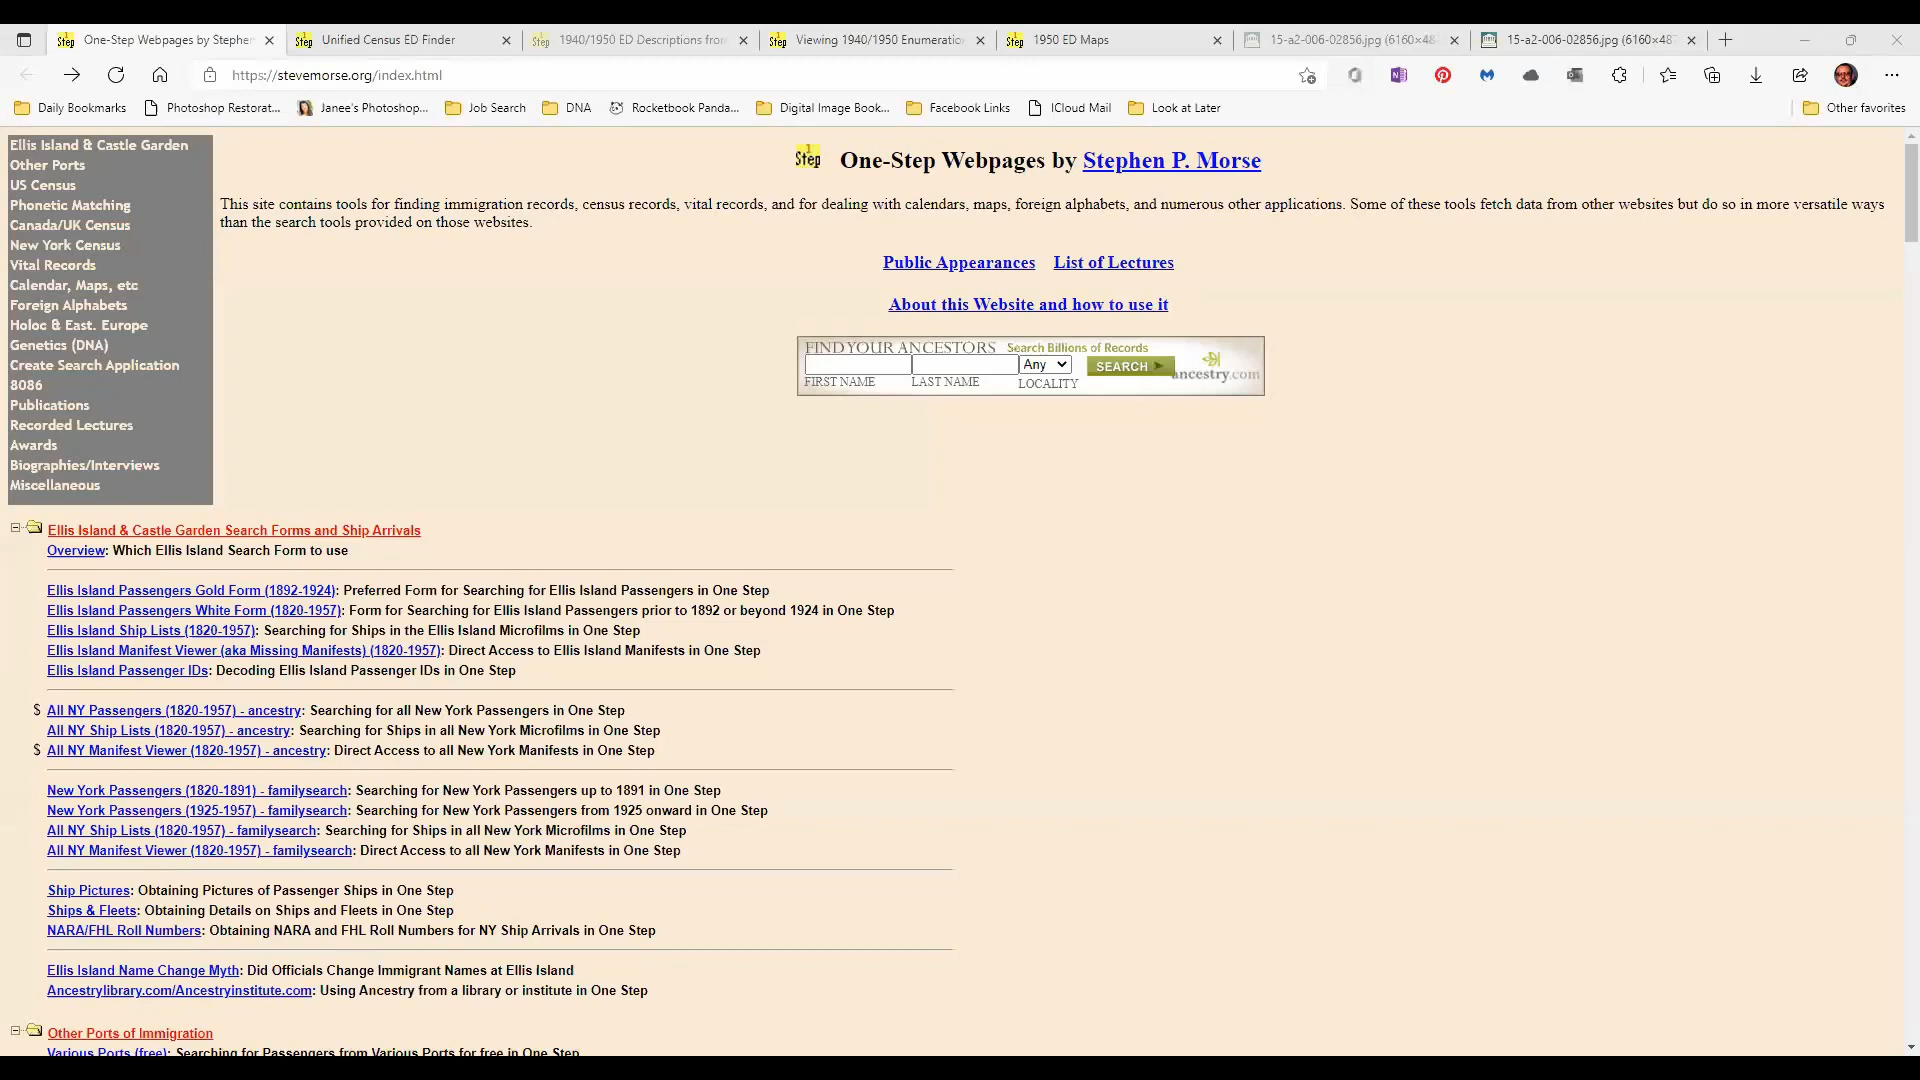 One-Step Webpages by Stephen
Unified Census ED Finder
1940/1950 ED Descriptions from
Viewing 1940/1950 Enumeration
1950 ED Maps
15-a2-006-02856.jpg (6160×48
15-a2-006-02856.jpg (6160×487
https://stevemorse.org/index.html
Daily Bookmarks
Photoshop Restorat...
Janee's Photoshop...
Job Search
DNA
Rocketbook Panda...
Digital Image Book...
Facebook Links
ICloud Mail
Look at Later
Other favorites
Ellis Island & Castle Garden
Other Ports
US Census
Phonetic Matching
Canada/UK Census
New York Census
Vital Records
Calendar, Maps, etc
Foreign Alphabets
Holoc & East. Europe
Genetics (DNA)
Create Search Application
8086
Publications
Recorded Lectures
Awards
Biographies/Interviews
Miscellaneous
1 Step One-Step Webpages by Stephen P. Morse
This site contains tools for finding immigration records, census records, vital records, and for dealing with calendars, maps, foreign alphabets, and numerous other applications. Some of these tools fetch data from other websites but do so in more versatile ways
than the search tools provided on those websites.
Public Appearances List of Lectures
About this Website and how to use it
FIND YOUR ANCESTORS Search Billions of Records
Any SEARCH ancestry.com
FIRST NAME LAST NAME LOCALITY
Ellis Island & Castle Garden Search Forms and Ship Arrivals
Overview: Which Ellis Island Search Form to use
Ellis Island Passengers Gold Form (1892-1924): Preferred Form for Searching for Ellis Island Passengers in One Step
Ellis Island Passengers White Form (1820-1957): Form for Searching for Ellis Island Passengers prior to 1892 or beyond 1924 in One Step
Ellis Island Ship Lists (1820-1957): Searching for Ships in the Ellis Island Microfilms in One Step
Ellis Island Manifest Viewer (aka Missing Manifests) (1820-1957): Direct Access to Ellis Island Manifests in One Step
Ellis Island Passenger IDs: Decoding Ellis Island Passenger IDs in One Step
$ All NY Passengers (1820-1957) - ancestry: Searching for all New York Passengers in One Step
All NY Ship Lists (1820-1957) - ancestry: Searching for Ships in all New York Microfilms in One Step
$ All NY Manifest Viewer (1820-1957) - ancestry: Direct Access to all New York Manifests in One Step
New York Passengers (1820-1891) - familysearch: Searching for New York Passengers up to 1891 in One Step
New York Passengers (1925-1957) - familysearch: Searching for New York Passengers from 1925 onward in One Step
All NY Ship Lists (1820-1957) - familysearch: Searching for Ships in all New York Microfilms in One Step
All NY Manifest Viewer (1820-1957) - familysearch: Direct Access to all New York Manifests in One Step
Ship Pictures: Obtaining Pictures of Passenger Ships in One Step
Ships & Fleets: Obtaining Details on Ships and Fleets in One Step
NARA/FHL Roll Numbers: Obtaining NARA and FHL Roll Numbers for NY Ship Arrivals in One Step
Ellis Island Name Change Myth: Did Officials Change Immigrant Names at Ellis Island
Ancestrylibrary.com/Ancestryinstitute.com: Using Ancestry from a library or institute in One Step
Other Ports of Immigration
Various Ports (free): Searching for Passengers from Various Ports for free in One Step